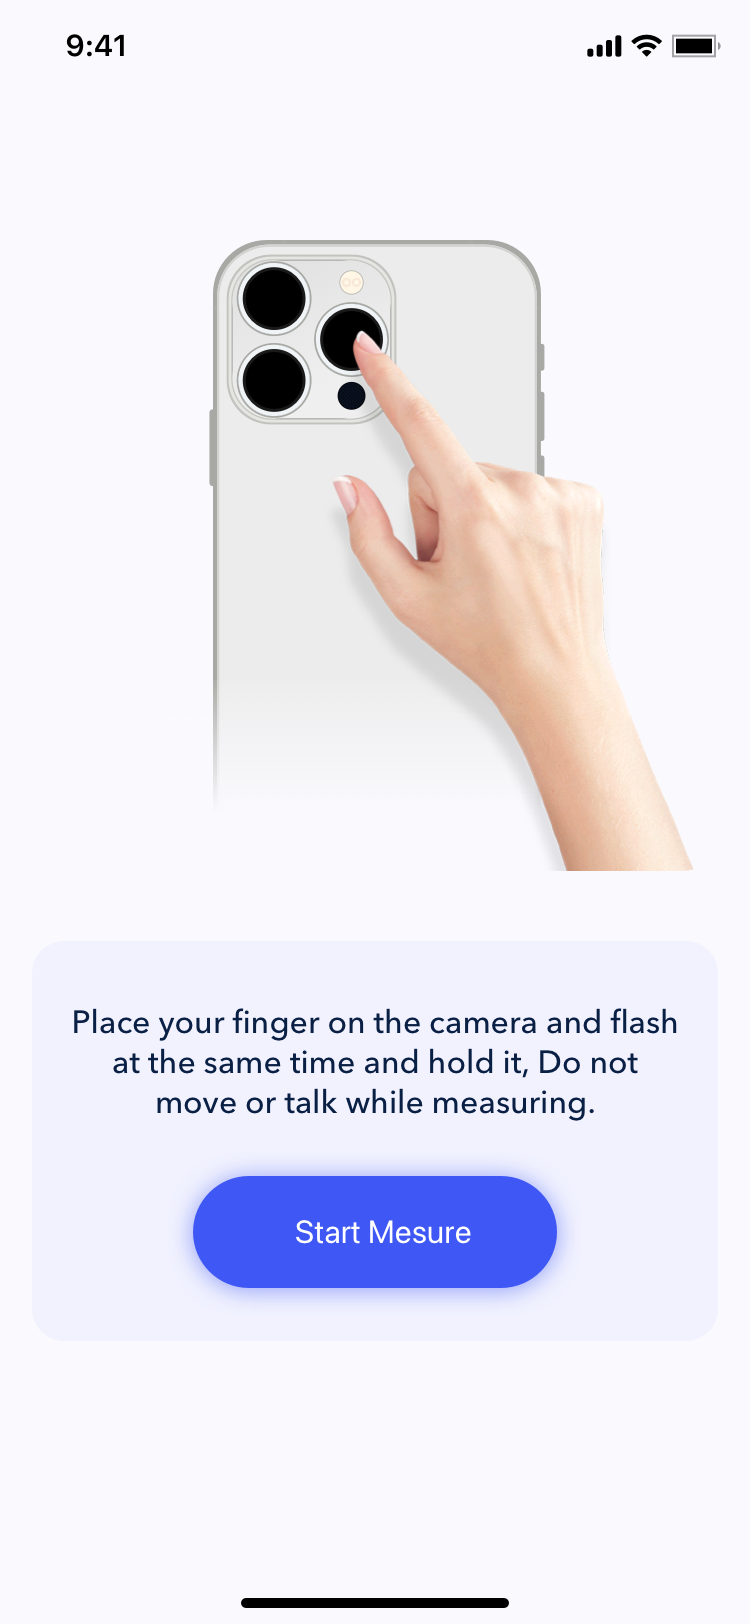 9:41
Place your finger on the camera and flash
at the same time and hold it, Do not
move or talk while measuring.
Start Mesure